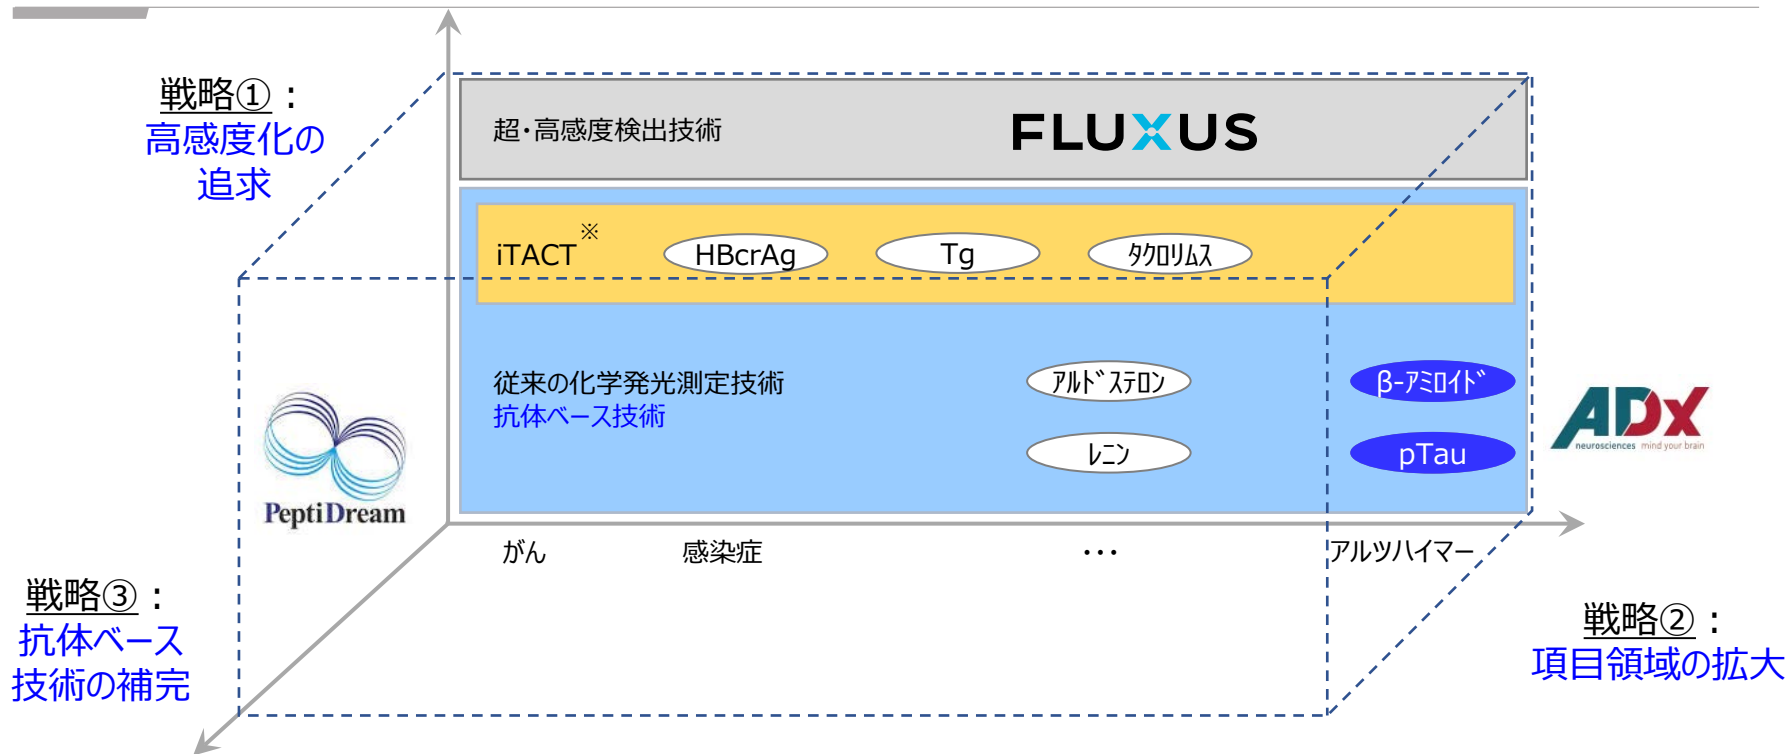 戦略①：
高感度化の
追求
超・高感度検出技術
FLUXUS
iTACT※
HBcrAg
Tg
ﾀｸﾛﾘﾑｽ
従来の化学発光測定技術
抗体ベース技術
ｱﾙﾄﾞｽﾃﾛﾝ
β-ｱﾐﾛｲﾄﾞ
ﾚﾆﾝ
pTau
PeptiDream
ADx
neurosciences mind your brain
がん
感染症
・・・
アルツハイマー
戦略③：
抗体ベース
技術の補完
戦略②：
項目領域の拡大